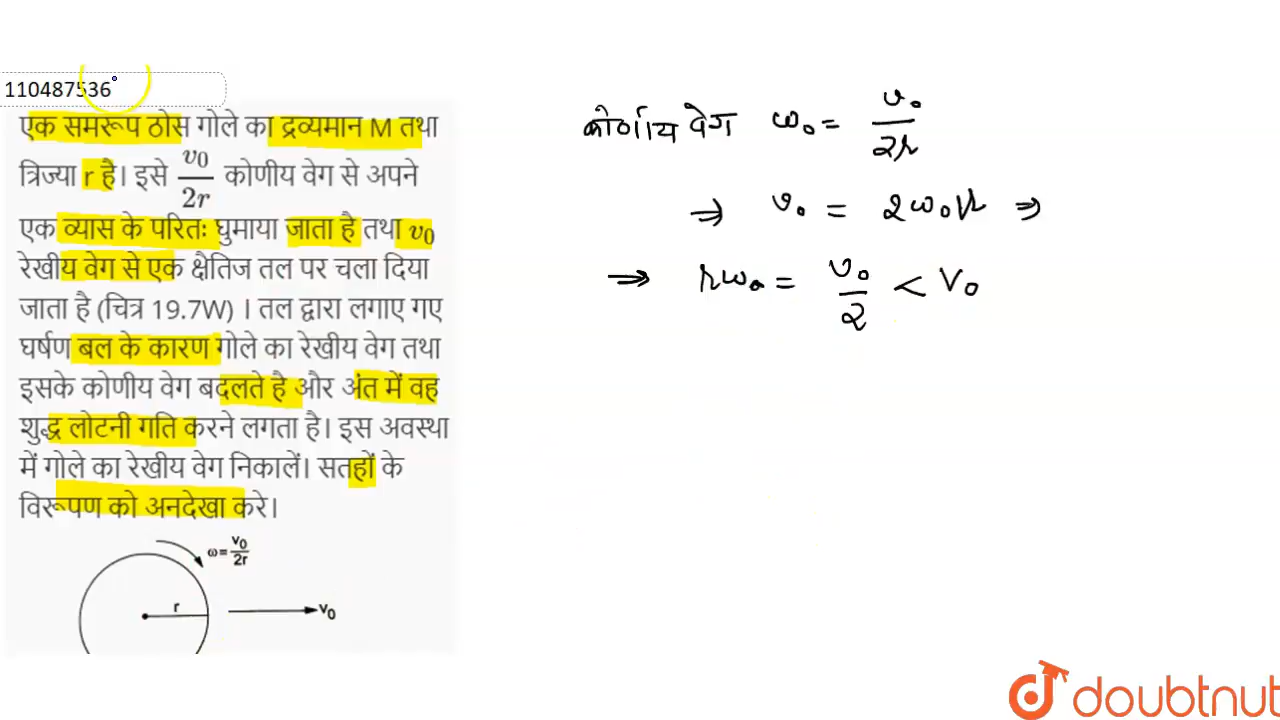 110487536
एक समरूप ठोस गोले का द्रव्यमान M तथा
त्रिज्या r है। इसे v0/2r कोणीय वेग से अपने
एक व्यास के परितः घुमाया जाता है तथा v0
रेखीय वेग से एक क्षैतिज तल पर चला दिया
जाता है (चित्र 19.7W) । तल द्वारा लगाए गए
घर्षण बल के कारण गोले का रेखीय वेग तथा
इसके कोणीय वेग बदलते है और अंत में वह
शुद्ध लोटनी गति करने लगता है। इस अवस्था
में गोले का रेखीय वेग निकालें। सतहों के
विरूपण को अनदेखा करे।
ω=v0/2r
r
v0
कोणीय वेग ω0 = v0/2r
⇒ v0 = 2ω0r ⇒
⇒ rω0 = v0/2 < V0
doubtnut